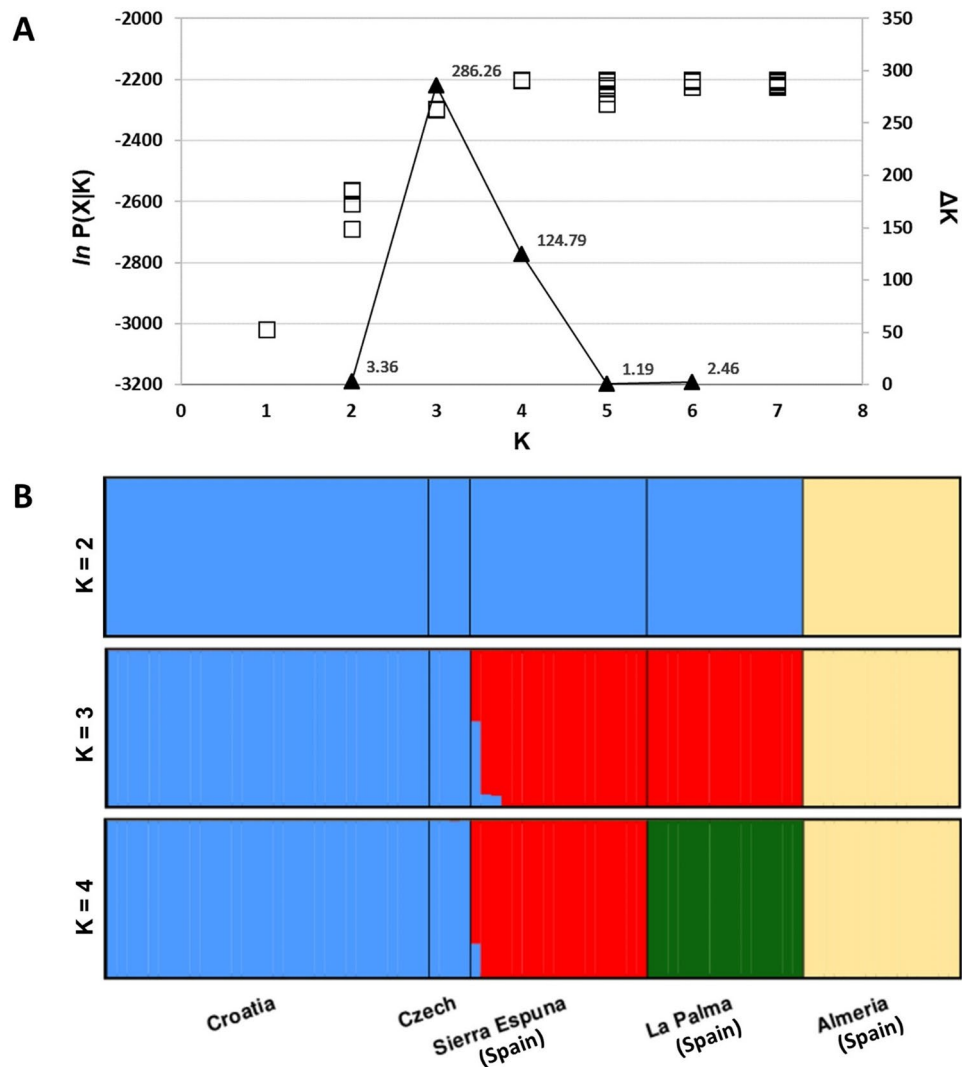 A
-2000
-2200
-2400
-2600
-2800
-3000
-3200
ln P(X|K)
350
300
250
200
150
100
50
0
ΔK
286.26
124.79
3.36
1.19
2.46
0 1 2 3 4 5 6 7 8
K
B
K = 2
K = 3
K = 4
Croatia
Czech
Sierra Espuna
(Spain)
La Palma
(Spain)
Almeria
(Spain)